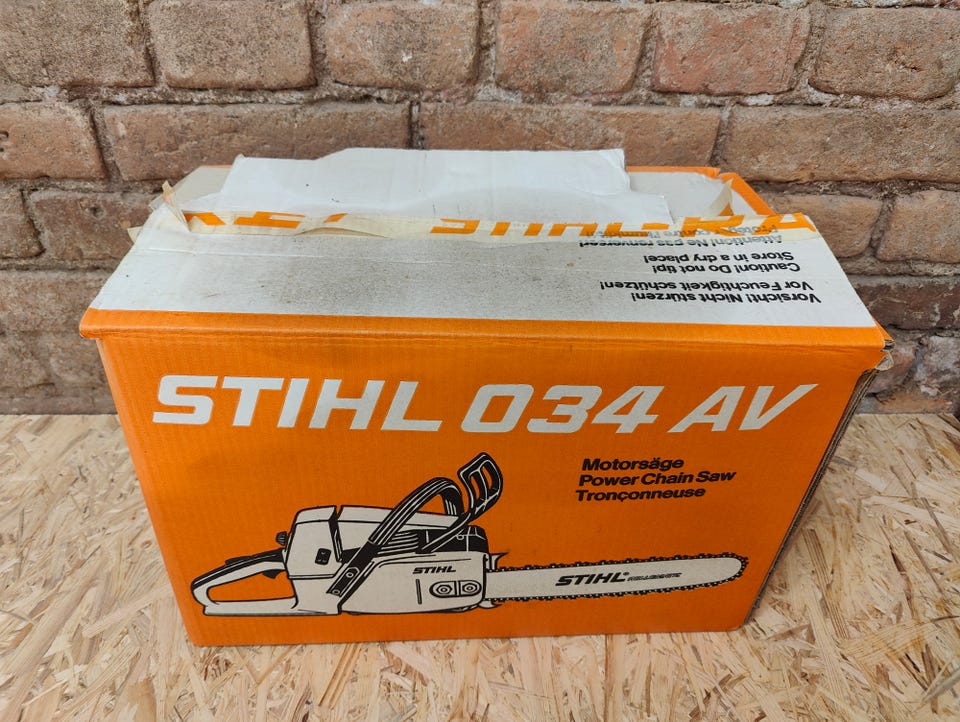 Vorsicht! Nicht stürzen!
Vor Feuchtigkeit schützen!
Caution! Do not tip!
Store in a dry place!
Attention! Ne pas renverser!
STIHL 034 AV
Motorsäge
Power Chain Saw
Tronçonneuse
STIHL
STIHL®